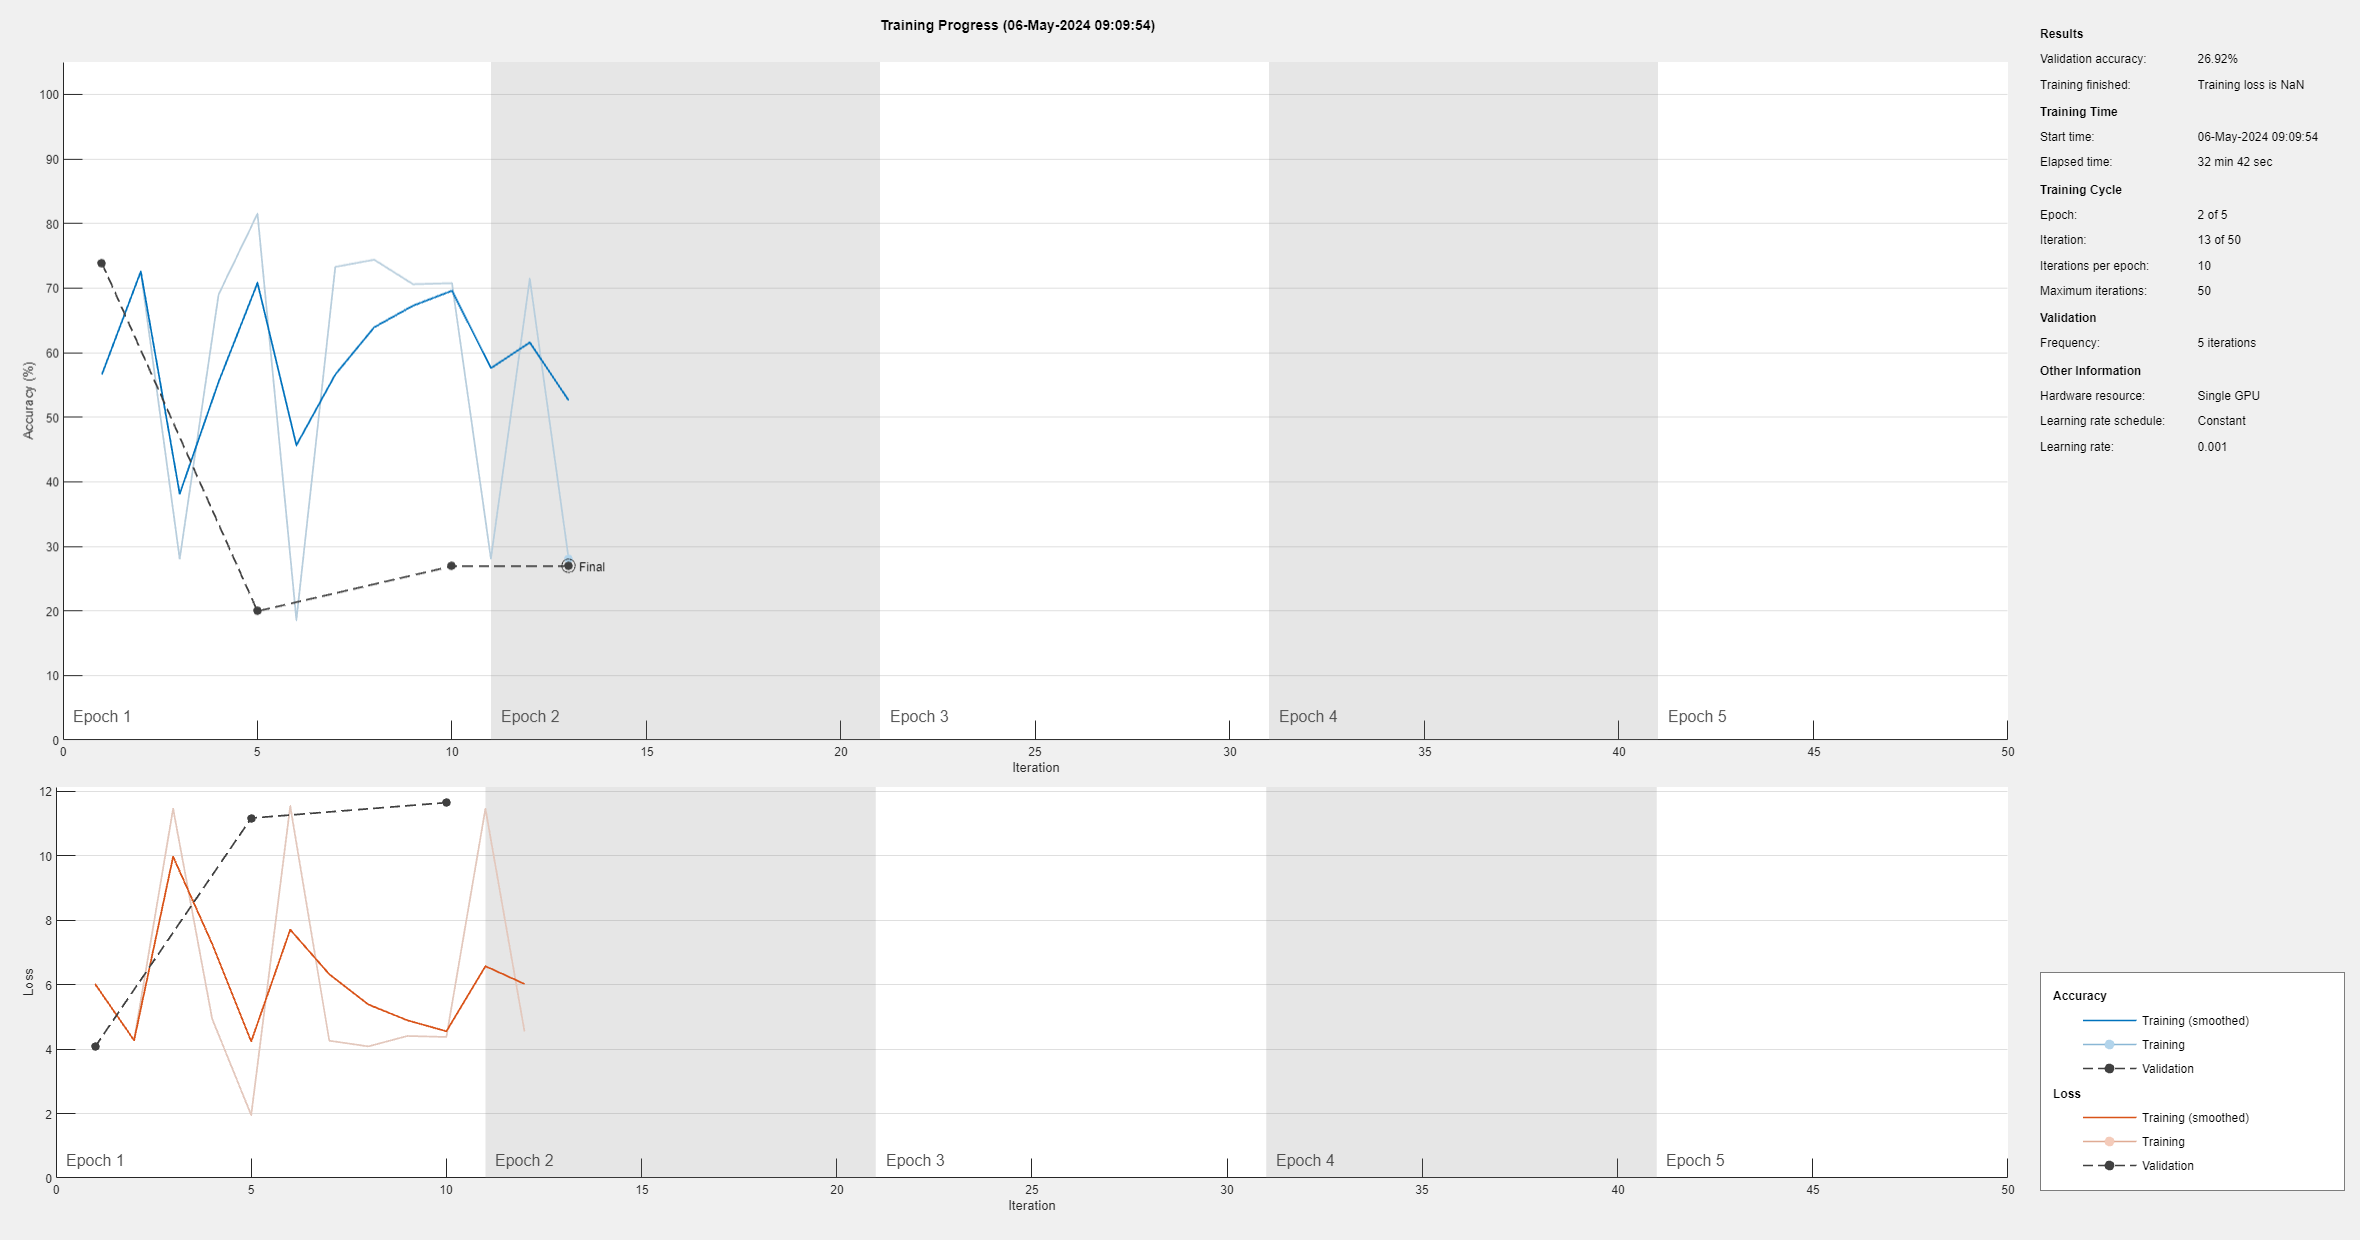 Training Progress (06-May-2024 09:09:54)
100
90
80
70
60
50
40
30
20
10
0
Accuracy (%)
Final
Epoch 1
Epoch 2
Epoch 3
Epoch 4
Epoch 5
0 5 10 15 20 25 30 35 40 45 50
Iteration
12
10
8
6
4
2
0
Loss
Epoch 1
Epoch 2
Epoch 3
Epoch 4
Epoch 5
0 5 10 15 20 25 30 35 40 45 50
Iteration
Results
Validation accuracy: 26.92%
Training finished: Training loss is NaN
Training Time
Start time: 06-May-2024 09:09:54
Elapsed time: 32 min 42 sec
Training Cycle
Epoch: 2 of 5
Iteration: 13 of 50
Iterations per epoch: 10
Maximum iterations: 50
Validation
Frequency: 5 iterations
Other Information
Hardware resource: Single GPU
Learning rate schedule: Constant
Learning rate: 0.001
Accuracy
Training (smoothed)
Training
Validation
Loss
Training (smoothed)
Training
Validation